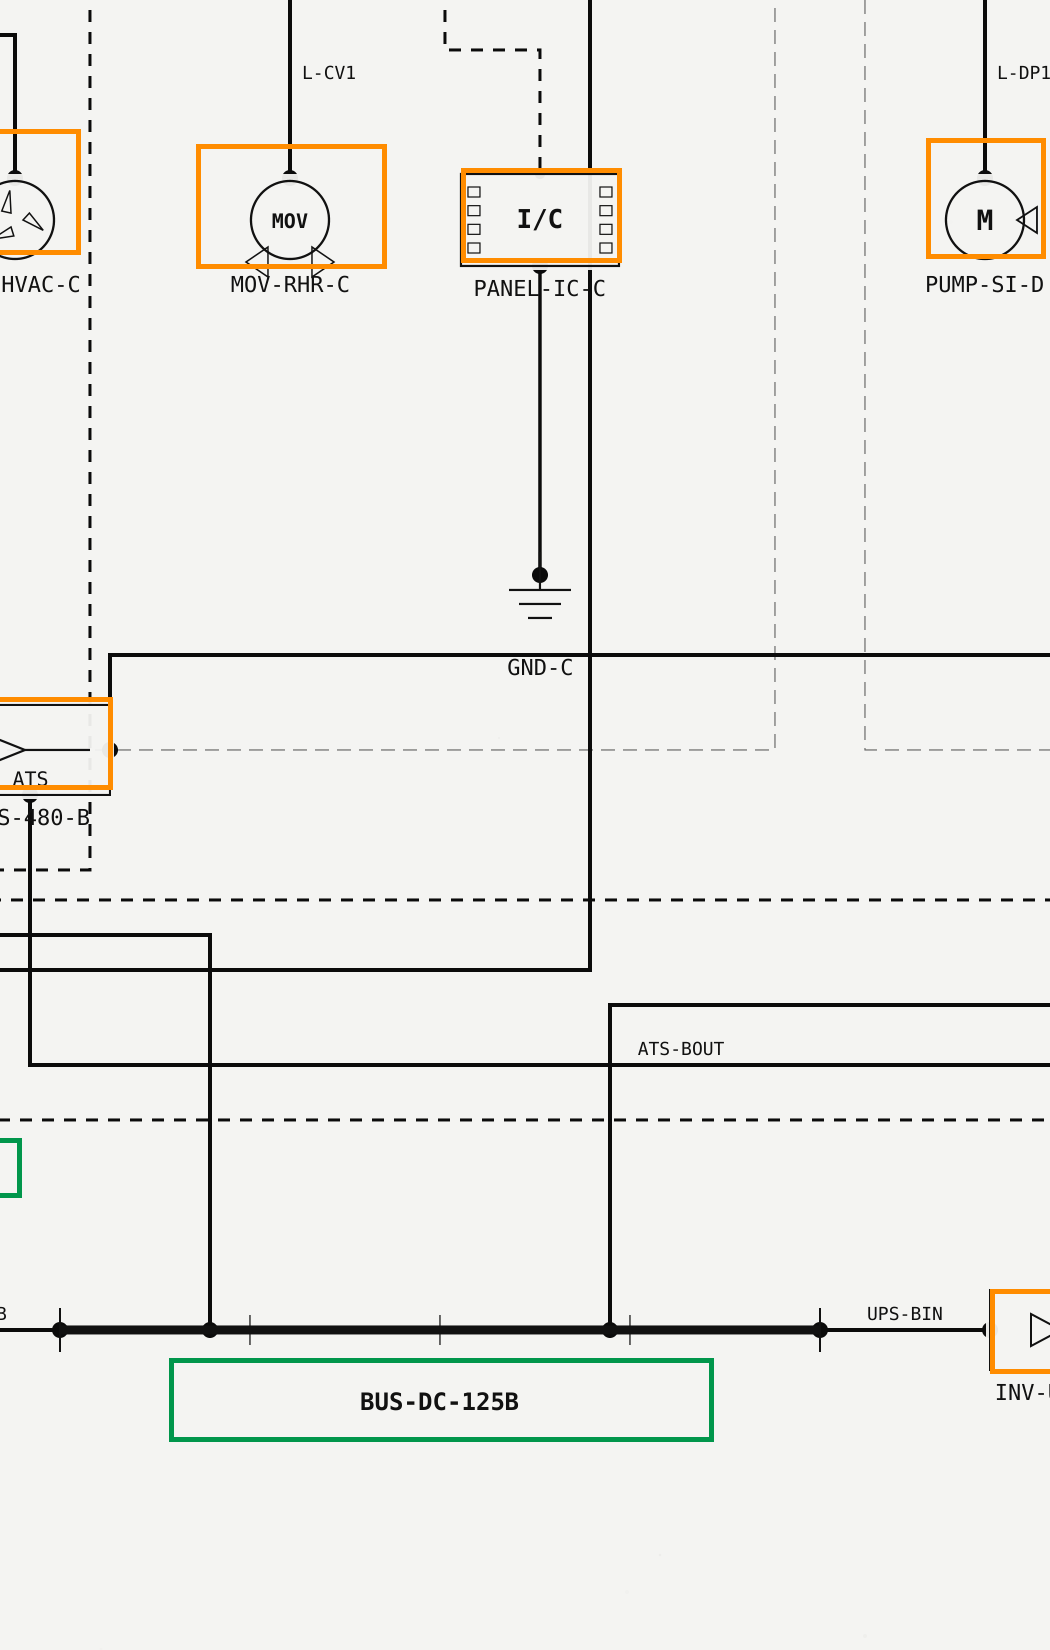 L-CV1
L-DP1
MOV
I/C
M
HVAC-C
MOV-RHR-C
PANEL-IC-C
PUMP-SI-D
GND-C
ATS
S-480-B
ATS-BOUT
B
UPS-BIN
INV-U
BUS-DC-125B